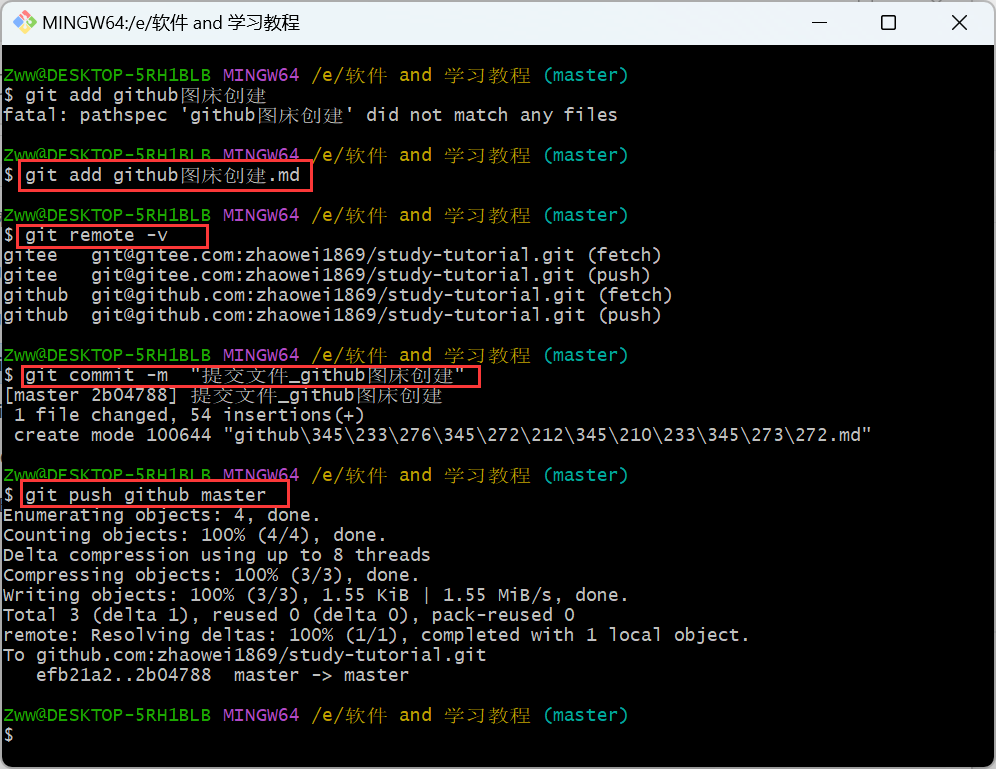 MINGW64:/e/软件 and 学习教程
Zww@DESKTOP-5RH1BLB MINGW64 /e/软件 and 学习教程 (master)
$ git add github图床创建
fatal: pathspec 'github图床创建' did not match any files
Zww@DESKTOP-5RH1BLB MINGW64 /e/软件 and 学习教程 (master)
$ git add github图床创建.md
Zww@DESKTOP-5RH1BLB MINGW64 /e/软件 and 学习教程 (master)
$ git remote -v
gitee   git@gitee.com:zhaowei1869/study-tutorial.git (fetch)
gitee   git@gitee.com:zhaowei1869/study-tutorial.git (push)
github  git@github.com:zhaowei1869/study-tutorial.git (fetch)
github  git@github.com:zhaowei1869/study-tutorial.git (push)
Zww@DESKTOP-5RH1BLB MINGW64 /e/软件 and 学习教程 (master)
$ git commit -m  "提交文件_github图床创建"
[master 2b04788] 提交文件_github图床创建
 1 file changed, 54 insertions(+)
 create mode 100644 "github\345\233\276\345\272\212\345\210\233\345\273\272.md"
Zww@DESKTOP-5RH1BLB MINGW64 /e/软件 and 学习教程 (master)
$ git push github master
Enumerating objects: 4, done.
Counting objects: 100% (4/4), done.
Delta compression using up to 8 threads
Compressing objects: 100% (3/3), done.
Writing objects: 100% (3/3), 1.55 KiB | 1.55 MiB/s, done.
Total 3 (delta 1), reused 0 (delta 0), pack-reused 0
remote: Resolving deltas: 100% (1/1), completed with 1 local object.
To github.com:zhaowei1869/study-tutorial.git
   efb21a2..2b04788  master -> master
Zww@DESKTOP-5RH1BLB MINGW64 /e/软件 and 学习教程 (master)
$